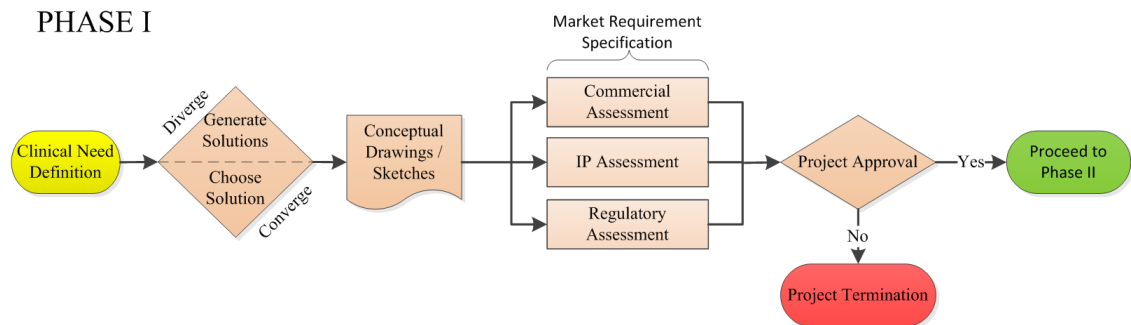 PHASE I
Clinical Need
Definition
Diverge
Generate
Solutions
Choose
Solution
Converge
Conceptual
Drawings /
Sketches
Market Requirement
Specification
Commercial
Assessment
IP Assessment
Regulatory
Assessment
Project Approval
Yes
Proceed to
Phase II
No
Project Termination